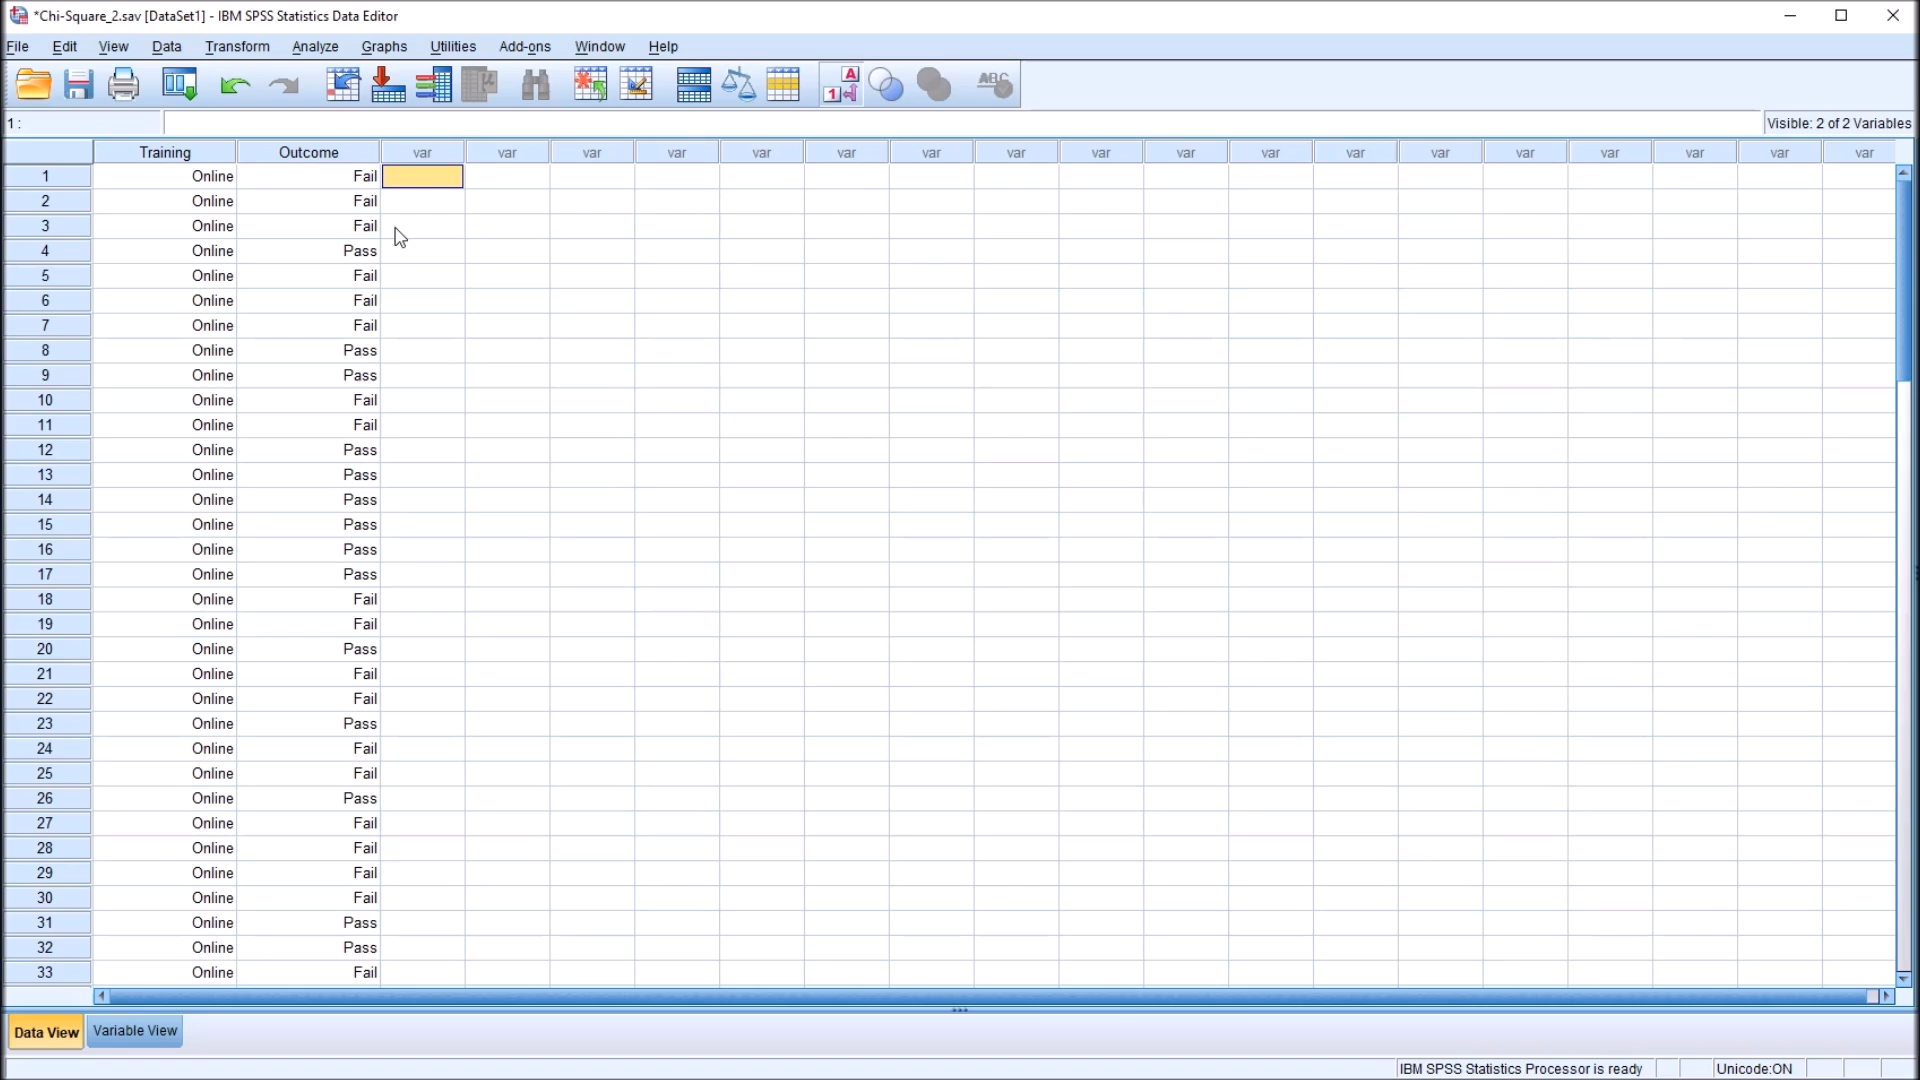 *Chi-Square_2.sav [DataSet1] - IBM SPSS Statistics Data Editor
File Edit View Data Transform Analyze Graphs Utilities Add-ons Window Help
A
1
ABC
1 : Visible: 2 of 2 Variables
Training Outcome var var var var var var var var var var var var var var var var var var
1 Online Fail
2 Online Fail
3 Online Fail
4 Online Pass
5 Online Fail
6 Online Fail
7 Online Fail
8 Online Pass
9 Online Pass
10 Online Fail
11 Online Fail
12 Online Pass
13 Online Pass
14 Online Pass
15 Online Pass
16 Online Pass
17 Online Pass
18 Online Fail
19 Online Fail
20 Online Pass
21 Online Fail
22 Online Fail
23 Online Pass
24 Online Fail
25 Online Fail
26 Online Pass
27 Online Fail
28 Online Fail
29 Online Fail
30 Online Fail
31 Online Pass
32 Online Pass
33 Online Fail
Data View Variable View
IBM SPSS Statistics Processor is ready Unicode:ON